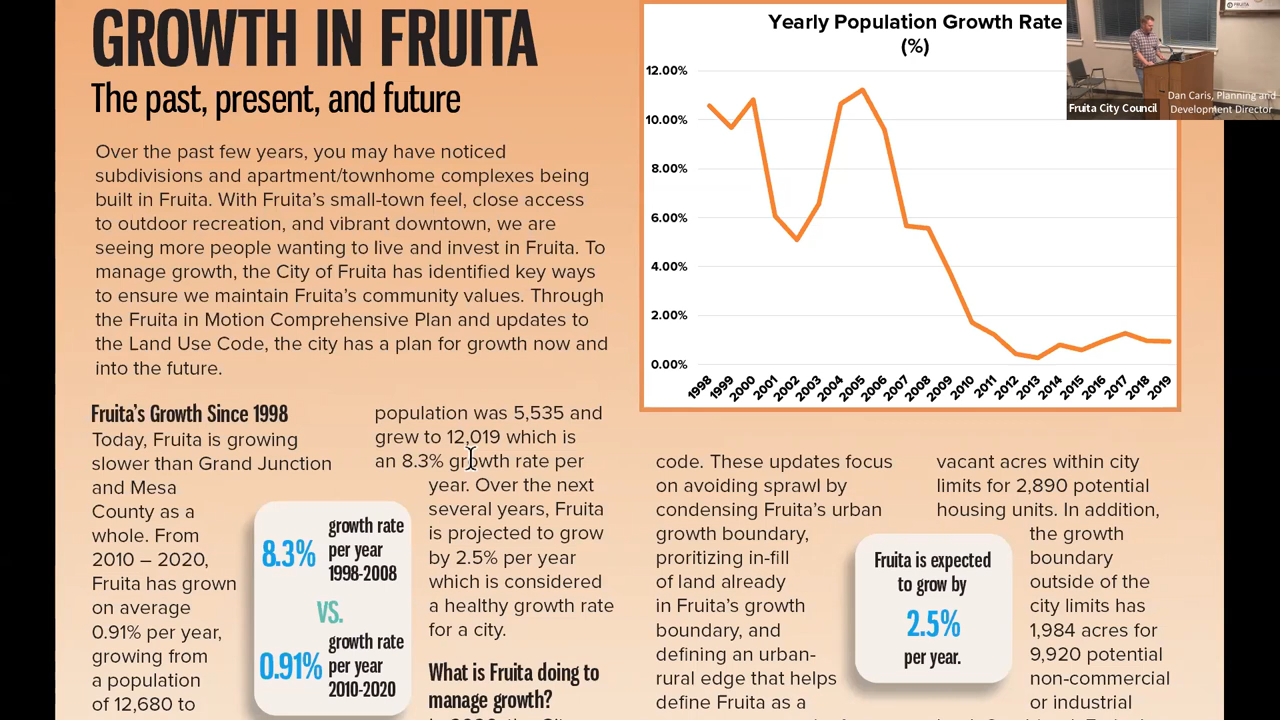 GROWTH IN FRUITA
The past, present, and future
Over the past few years, you may have noticed
subdivisions and apartment/townhome complexes being
built in Fruita. With Fruita's small-town feel, close access
to outdoor recreation, and vibrant downtown, we are
seeing more people wanting to live and invest in Fruita. To
manage growth, the City of Fruita has identified key ways
to ensure we maintain Fruita's community values. Through
the Fruita in Motion Comprehensive Plan and updates to
the Land Use Code, the city has a plan for growth now and
into the future.
Fruita's Growth Since 1998
Today, Fruita is growing
slower than Grand Junction
and Mesa
County as a
whole. From
2010 – 2020,
Fruita has grown
on average
0.91% per year,
growing from
a population
of 12,680 to
8.3%
growth rate
per year
1998-2008
VS.
0.91%
growth rate
per year
2010-2020
population was 5,535 and
grew to 12,019 which is
an 8.3% growth rate per
year. Over the next
several years, Fruita
is projected to grow
by 2.5% per year
which is considered
a healthy growth rate
for a city.
What is Fruita doing to
manage growth?
Yearly Population Growth Rate
(%)
12.00%
10.00%
8.00%
6.00%
4.00%
2.00%
0.00%
1998
1999
2000
2001
2002
2003
2004
2005
2006
2007
2008
2009
2010
2011
2012
2013
2014
2015
2016
2017
2018
2019
Fruita City Council
Dan Caris, Planning and
Development Director
code. These updates focus
on avoiding sprawl by
condensing Fruita's urban
growth boundary,
proritizing in-fill
of land already
in Fruita's growth
boundary, and
defining an urban-
rural edge that helps
define Fruita as a
Fruita is expected
to grow by
2.5%
per year.
vacant acres within city
limits for 2,890 potential
housing units. In addition,
the growth
boundary
outside of the
city limits has
1,984 acres for
9,920 potential
non-commercial
or industrial